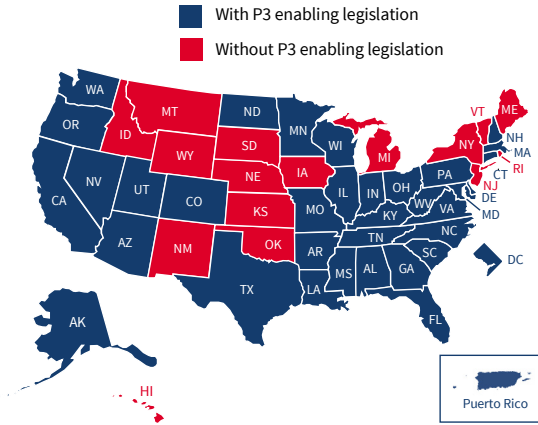 With P3 enabling legislation
Without P3 enabling legislation
WA
MT
ND
MN
VT
ME
OR
ID
SD
WI
NY
NH
MA
WY
MI
RI
CT
NE
IA
PA
NJ
NV
UT
CO
IL
IN
OH
DE
CA
KS
MO
WV
VA
MD
KY
NC
AZ
NM
OK
AR
TN
SC
DC
TX
LA
MS
AL
GA
AK
FL
HI
Puerto Rico